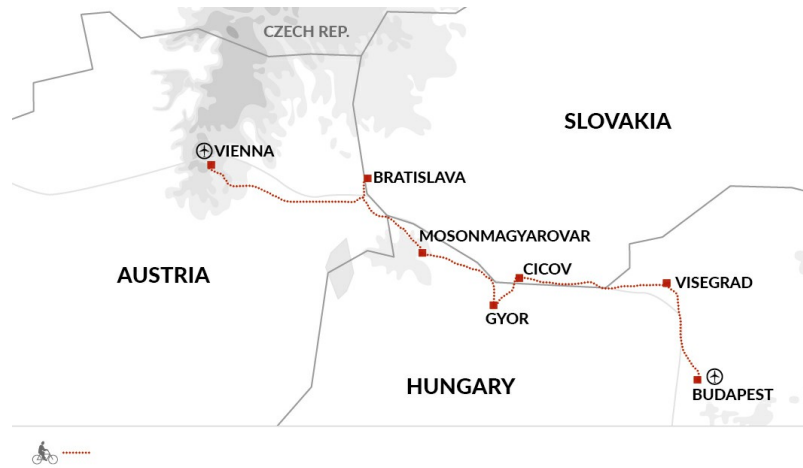 CZECH REP.
SLOVAKIA
VIENNA
BRATISLAVA
MOSONMAGYAROVAR
AUSTRIA
CICOV
VISEGRAD
GYOR
HUNGARY
BUDAPEST